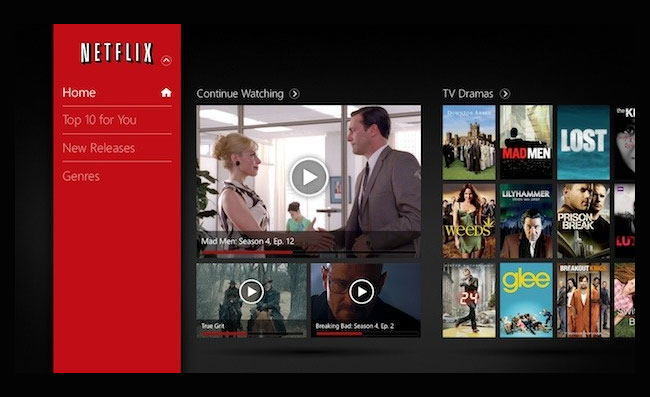 NETFLIX
Home
Top 10 for You
New Releases
Genres
Continue Watching
Mad Men: Season 4, Ep. 12
True Grit
Breaking Bad: Season 4, Ep. 2
TV Dramas
DOWNTON ABBEY
MAD MEN
LOST
the KI
weeds
LILYHAMMER
PRISON BREAK
BBC
LUT
24
glee
BREAKOUT KINGS